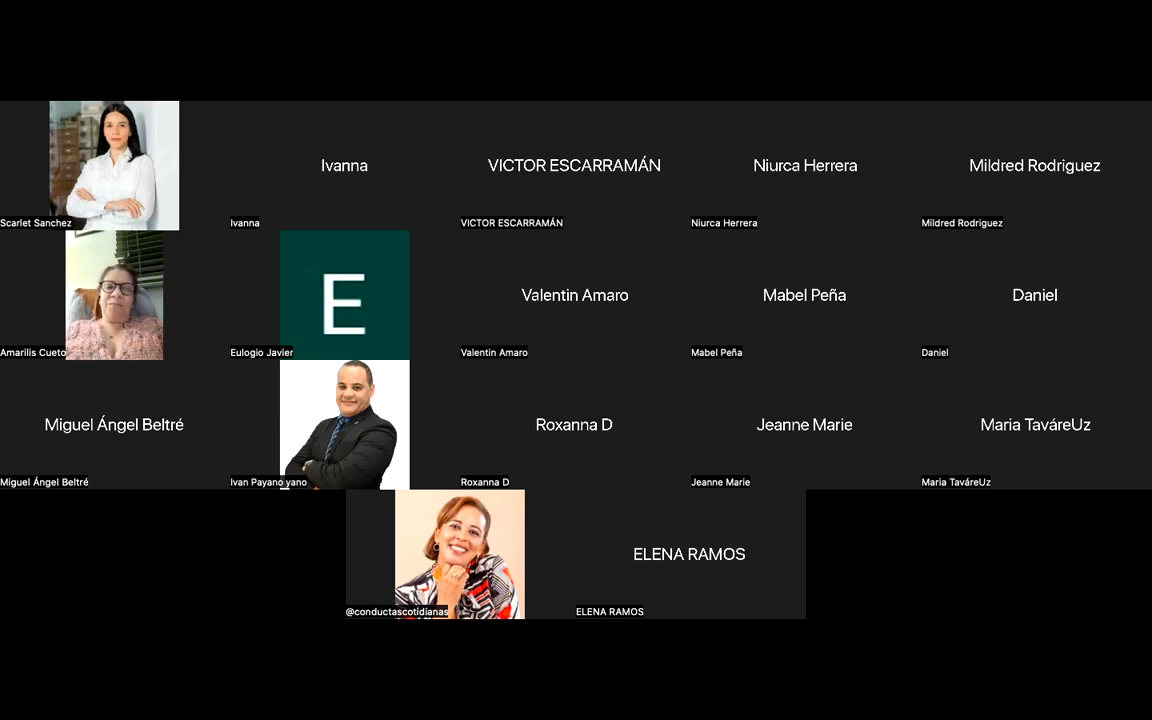 Scarlet Sanchez
Ivanna
Ivanna
VICTOR ESCARRAMÁN
VICTOR ESCARRAMÁN
Niurca Herrera
Niurca Herrera
Mildred Rodriguez
Mildred Rodriguez
Amarilis Cueto
E
Eulogio Javier
Valentin Amaro
Valentin Amaro
Mabel Peña
Mabel Peña
Daniel
Daniel
Miguel Ángel Beltré
Miguel Ángel Beltré
Ivan Payano yano
Roxanna D
Roxanna D
Jeanne Marie
Jeanne Marie
Maria TaváreUz
Maria TaváreUz
@conductascotidianas
ELENA RAMOS
ELENA RAMOS